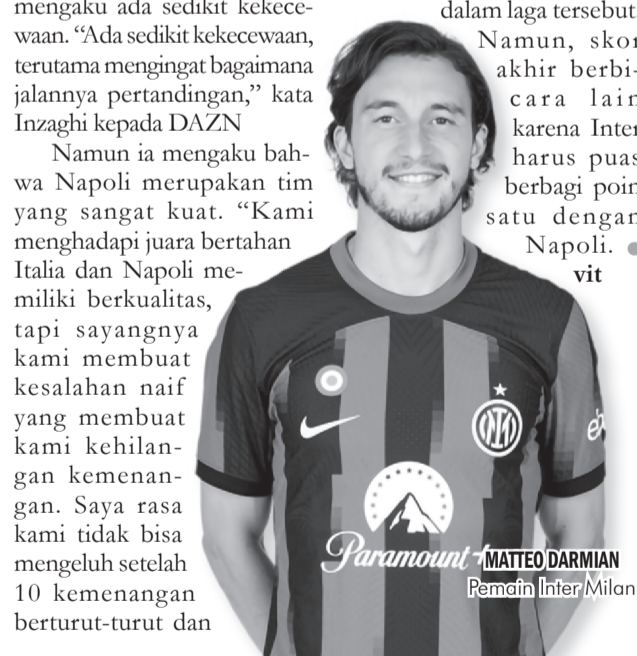 mengaku ada sedikit kekece-
waan. “Ada sedikit kekecewaan,
terutama mengingat bagaimana
jalannya pertandingan,” kata
Inzaghi kepada DAZN
Namun ia mengaku bah-
wa Napoli merupakan tim
yang sangat kuat. “Kami
menghadapi juara bertahan
Italia dan Napoli me-
miliki berkualitas,
tapi sayangnya
kami membuat
kesalahan naif
yang membuat
kami kehilan-
gan kemenan-
gan. Saya rasa
kami tidak bisa
mengeluh setelah
10 kemenangan
berturut-turut dan
dalam laga tersebut.
Namun, skor
akhir berbi-
cara lain
karena Inter
harus puas
berbagi poin
satu dengan
Napoli.
vit
Paramount+
MATTEO DARMIAN
Pemain Inter Milan